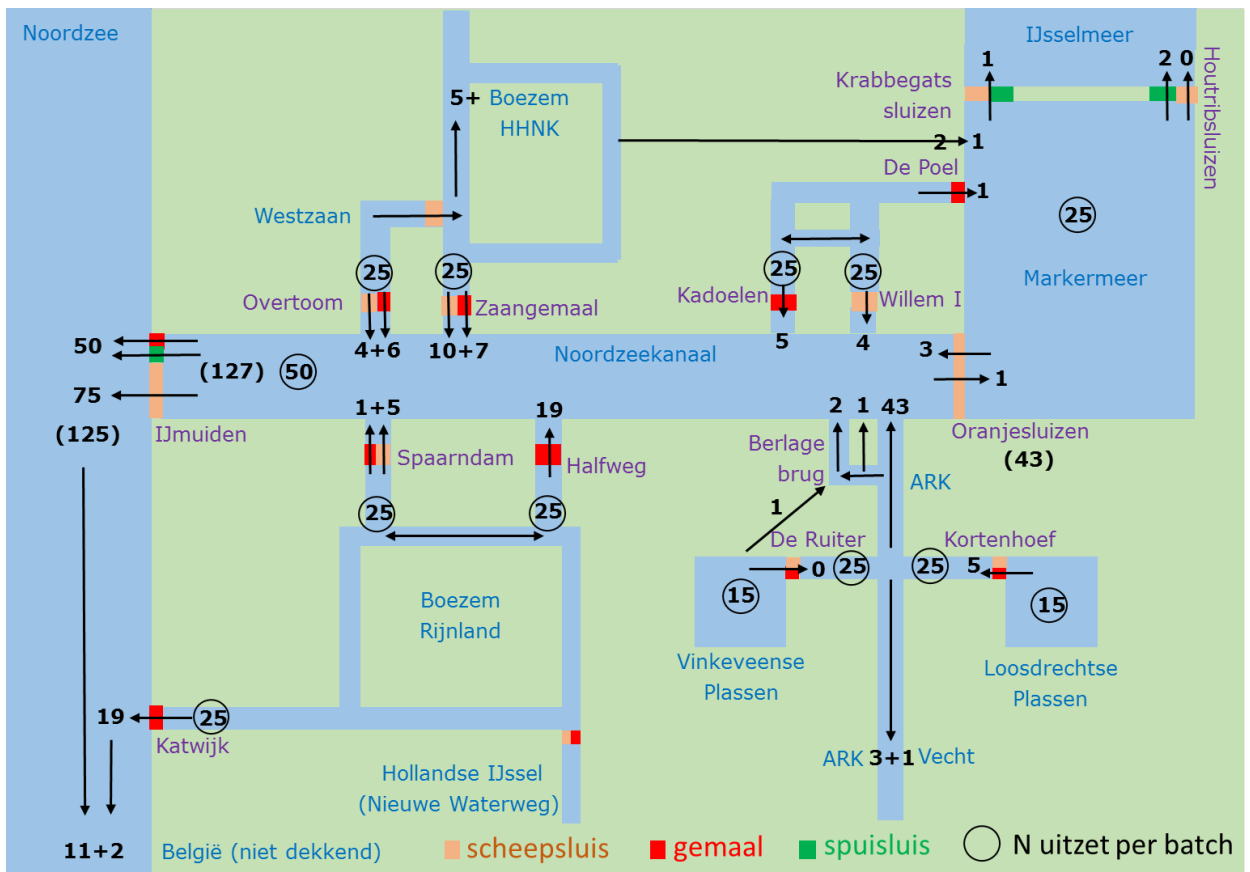 Noordzee
IJsselmeer
Houtribsluizen
1
2
0
Krabbegats
sluizen
5+
Boezem
HHNK
2
1
De Poel
1
25
Westzaan
25
25
25
25
Markermeer
Overtoom
Zaangemaal
Kadoelen
Willem I
50
4+6
10+7
Noordzeekanaal
5
4
3
(127)
50
1
75
(125)
IJmuiden
1+5
19
2
1
43
Oranjesluizen
(43)
Spaarndam
Halfweg
Berlage
brug
ARK
25
25
1
De Ruiter
Kortenhoef
0
25
25
5
15
15
Boezem
Rijnland
Vinkeveense
Plassen
Loosdrechtse
Plassen
19
25
Katwijk
ARK 3+1 Vecht
Hollandse IJssel
(Nieuwe Waterweg)
11+2
België (niet dekkend)
scheepsluis
gemaal
spuisluis
N uitzet per batch